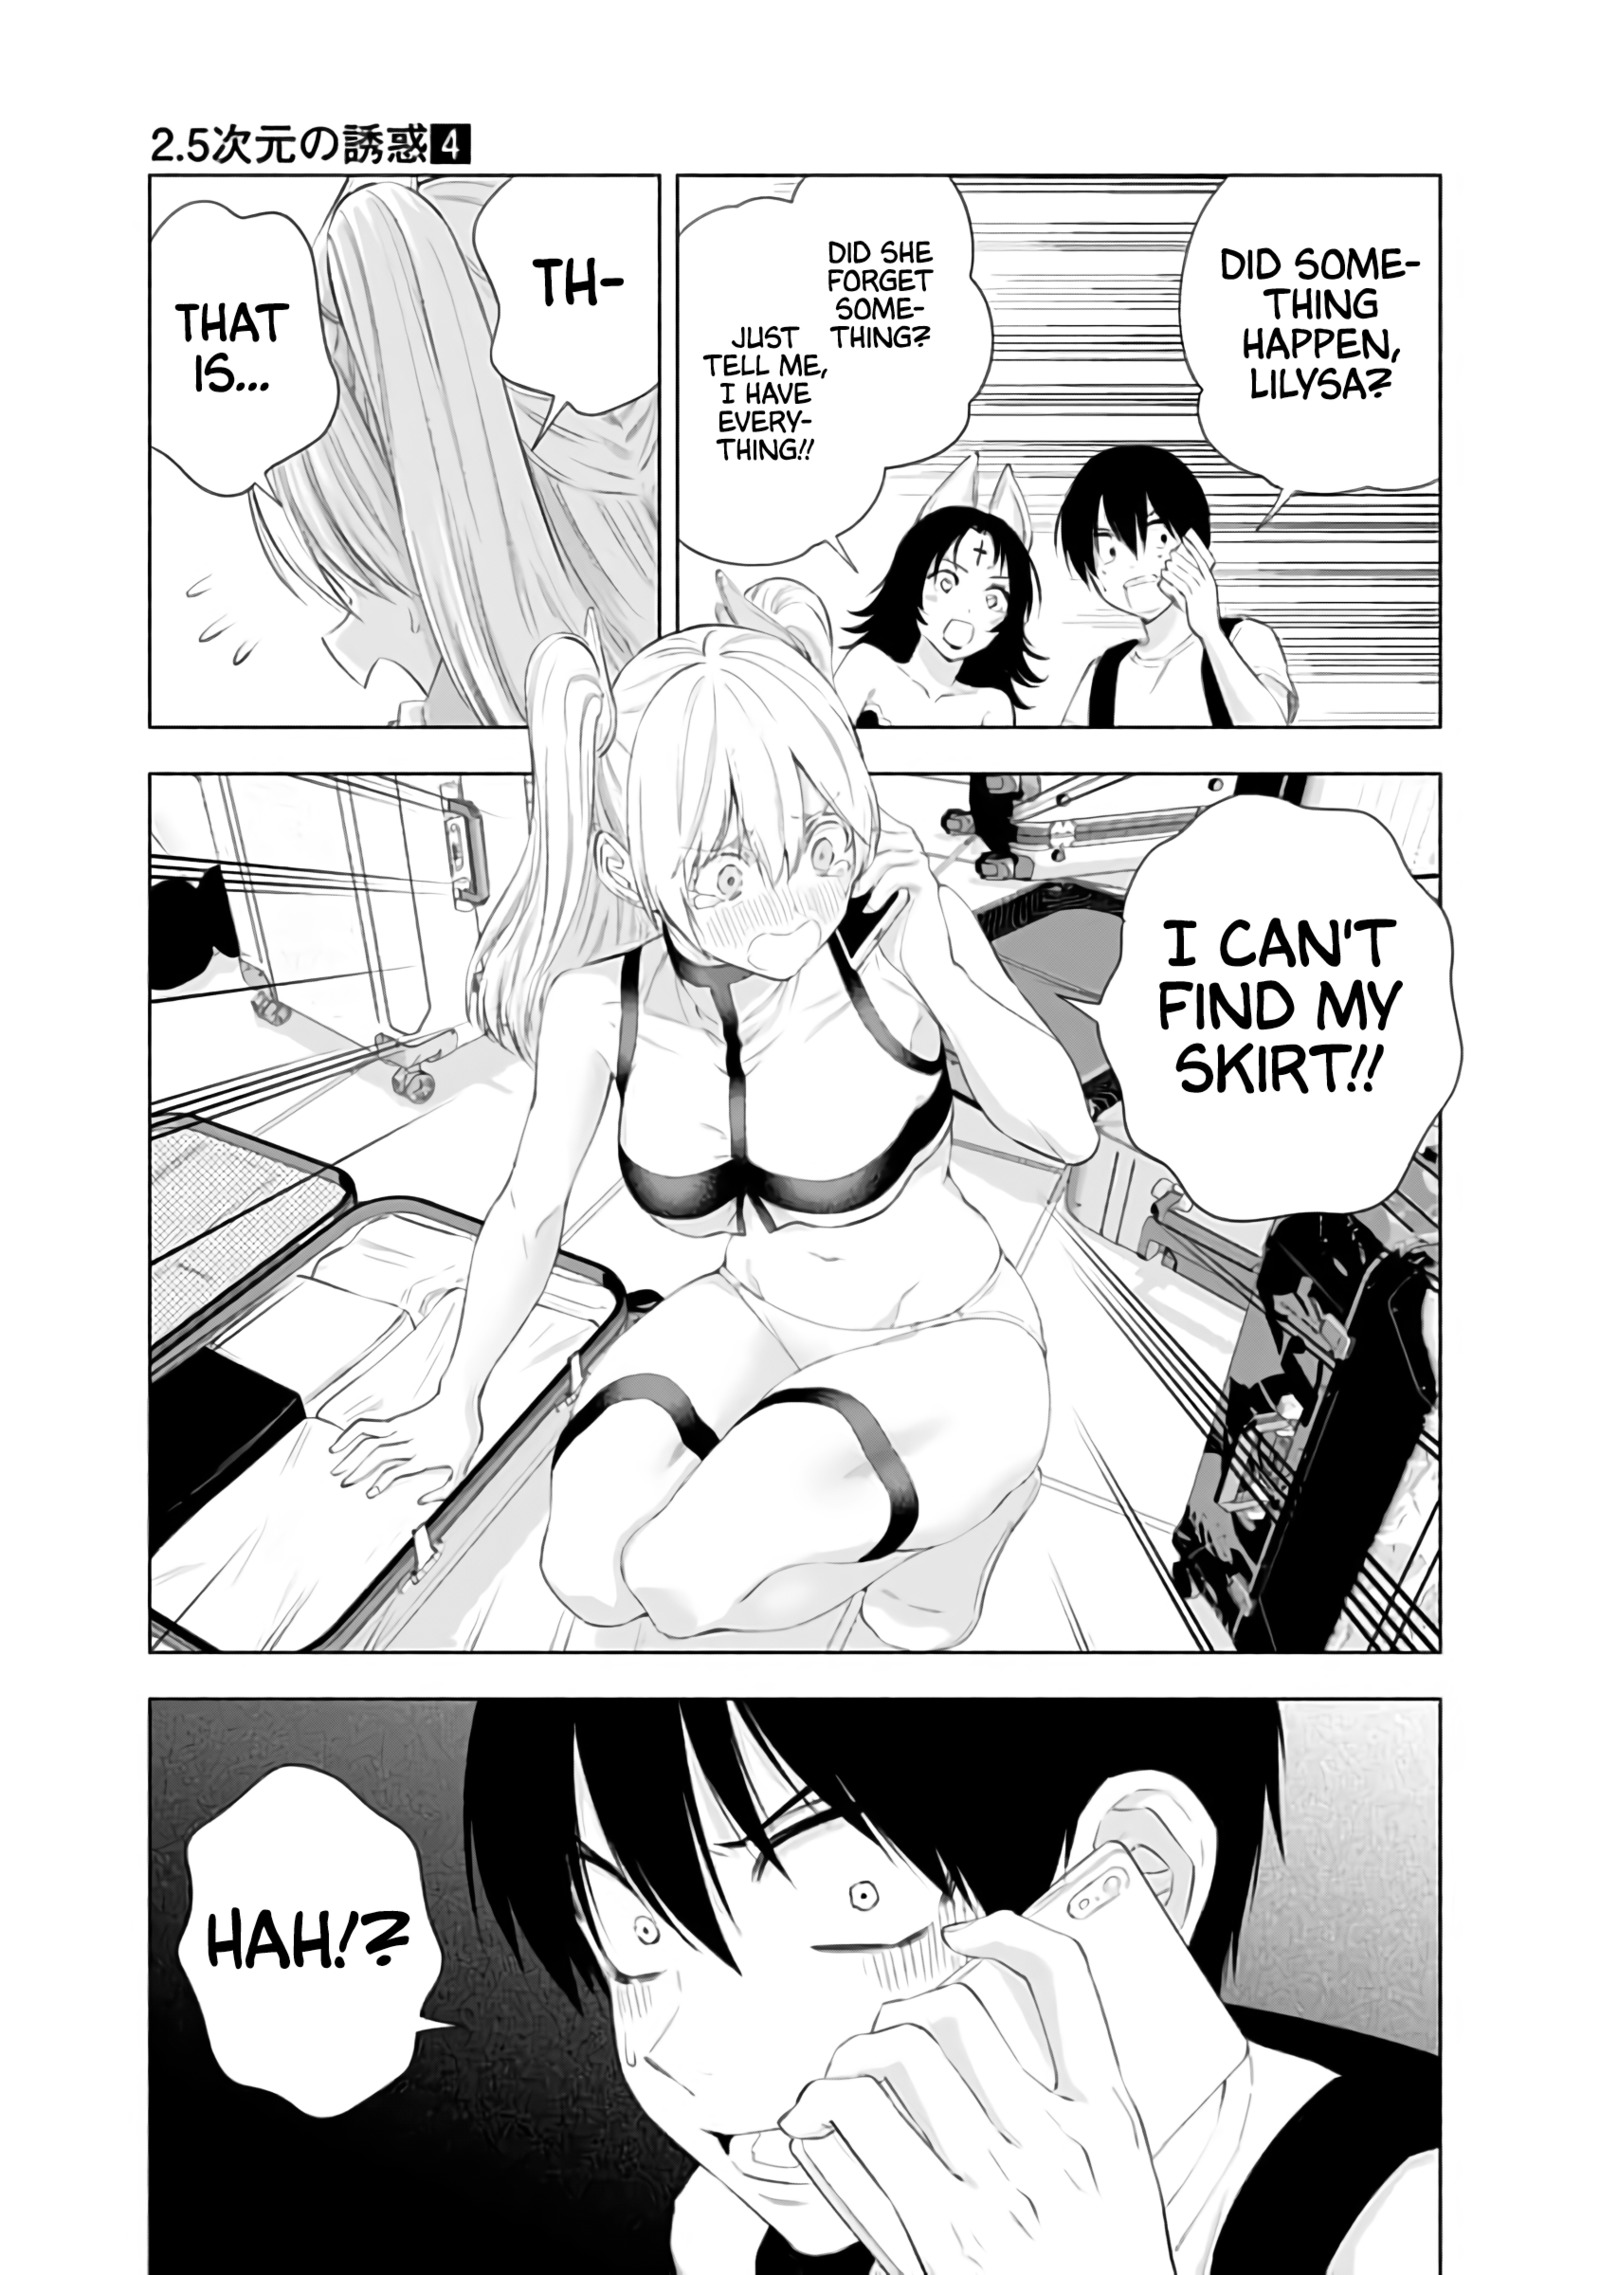 2.5次元の誘惑 4
DID SOME-
THING
HAPPEN,
LILYSA?
DID SHE
FORGET
SOME-
THING?
JUST
TELL ME,
I HAVE
EVERY-
THING!!
TH-
THAT
IS...
I CAN'T
FIND MY
SKIRT!!
HAH!?